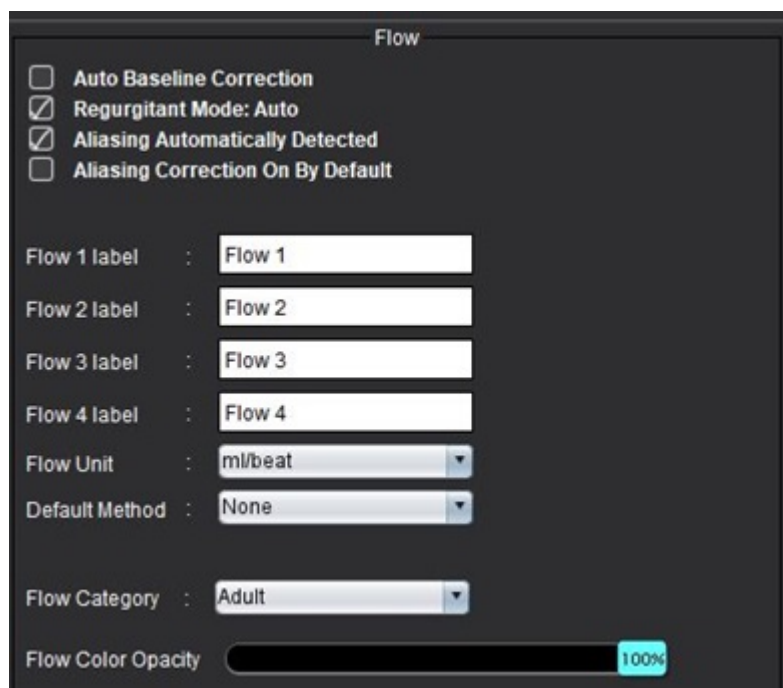 Flow
Auto Baseline Correction
Regurgitant Mode: Auto
Aliasing Automatically Detected
Aliasing Correction On By Default
Flow 1 label : Flow 1
Flow 2 label : Flow 2
Flow 3 label : Flow 3
Flow 4 label : Flow 4
Flow Unit : ml/beat
Default Method : None
Flow Category : Adult
Flow Color Opacity 100%